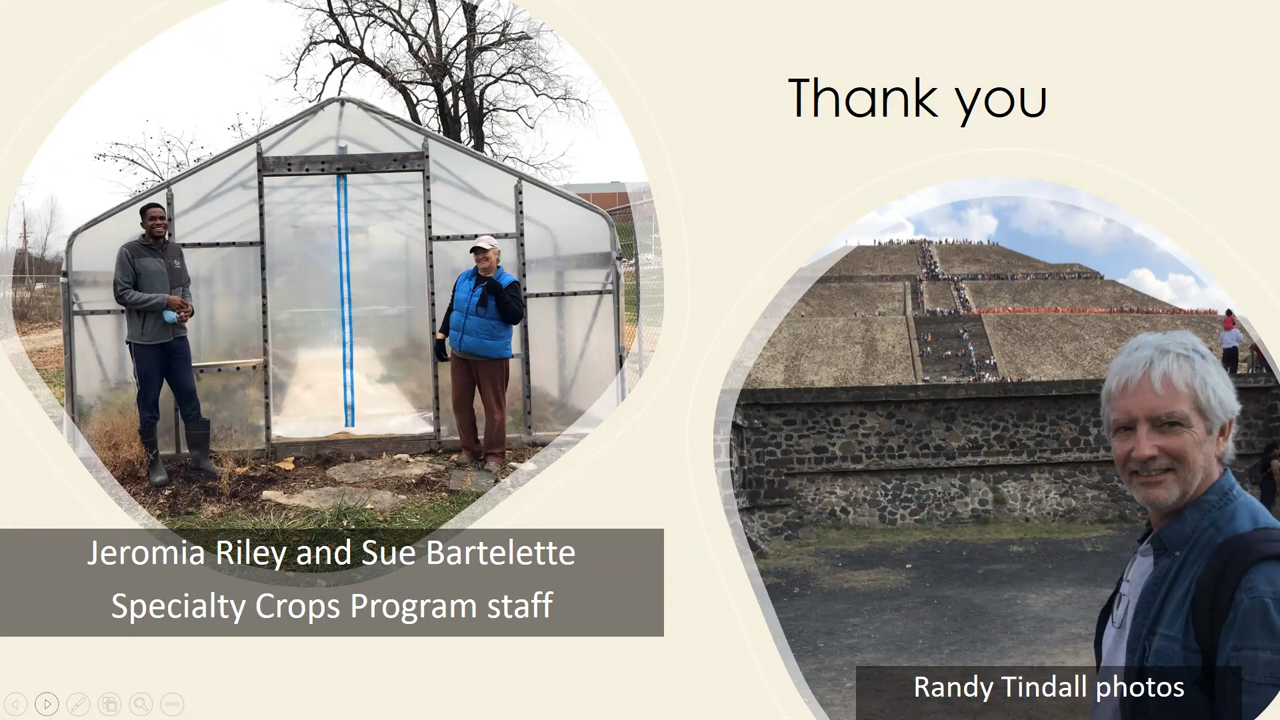 Thank you
Jeromia Riley and Sue Bartelette
Specialty Crops Program staff
Randy Tindall photos